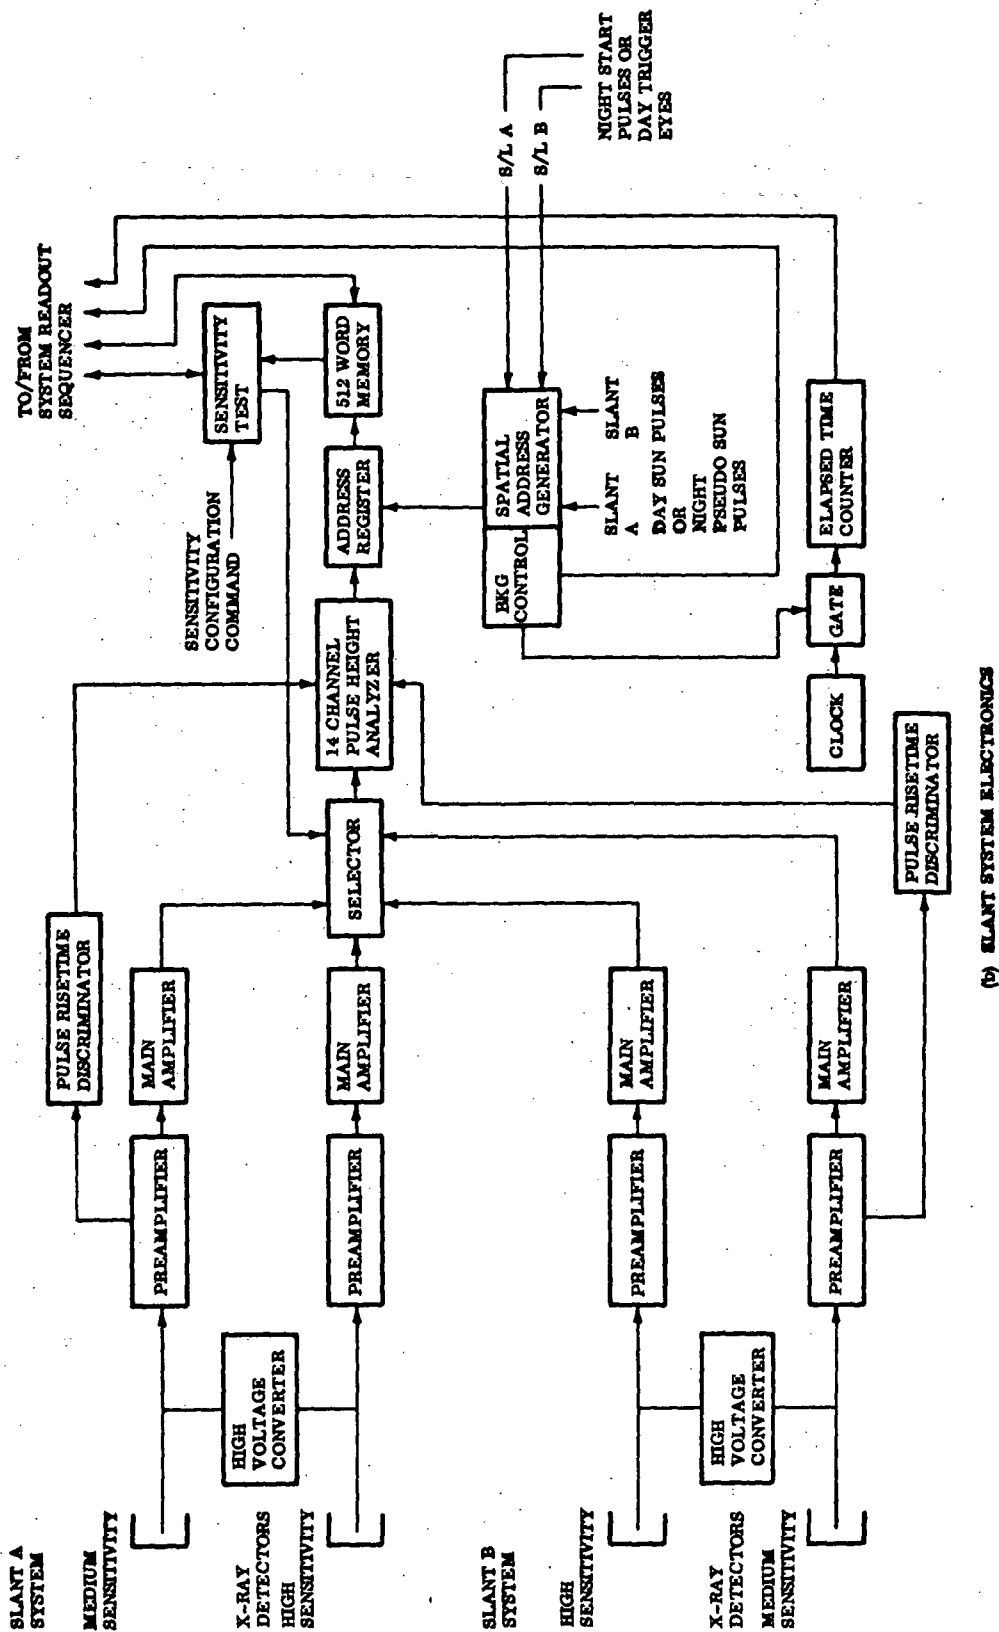 SLANT A
SYSTEM
MEDIUM
SENSITIVITY
X-RAY
DETECTORS
HIGH
SENSITIVITY
SLANT B
SYSTEM
HIGH
SENSITIVITY
X-RAY
DETECTORS
MEDIUM
SENSITIVITY
HIGH
VOLTAGE
CONVERTER
HIGH
VOLTAGE
CONVERTER
PREAMPLIFIER
PREAMPLIFIER
PREAMPLIFIER
PREAMPLIFIER
PULSE RISETIME
DISCRIMINATOR
MAIN
AMPLIFIER
MAIN
AMPLIFIER
MAIN
AMPLIFIER
MAIN
AMPLIFIER
PULSE RISETIME
DISCRIMINATOR
SELECTOR
14 CHANNEL
PULSE HEIGHT
ANALYZER
SENSITIVITY
CONFIGURATION
COMMAND
ADDRESS
REGISTER
SENSITIVITY
TEST
512 WORD
MEMORY
TO/FROM
SYSTEM READOUT
SEQUENCER
BKG
CONTROL
SPATIAL
ADDRESS
GENERATOR
SLANT
A
SLANT
B
DAY SUN PULSES
OR
NIGHT
PSEUDO SUN
PULSES
CLOCK
GATE
ELAPSED TIME
COUNTER
S/L A
S/L B
NIGHT START
PULSES OR
DAY TRIGGER
EYES
(b) SLANT SYSTEM ELECTRONICS